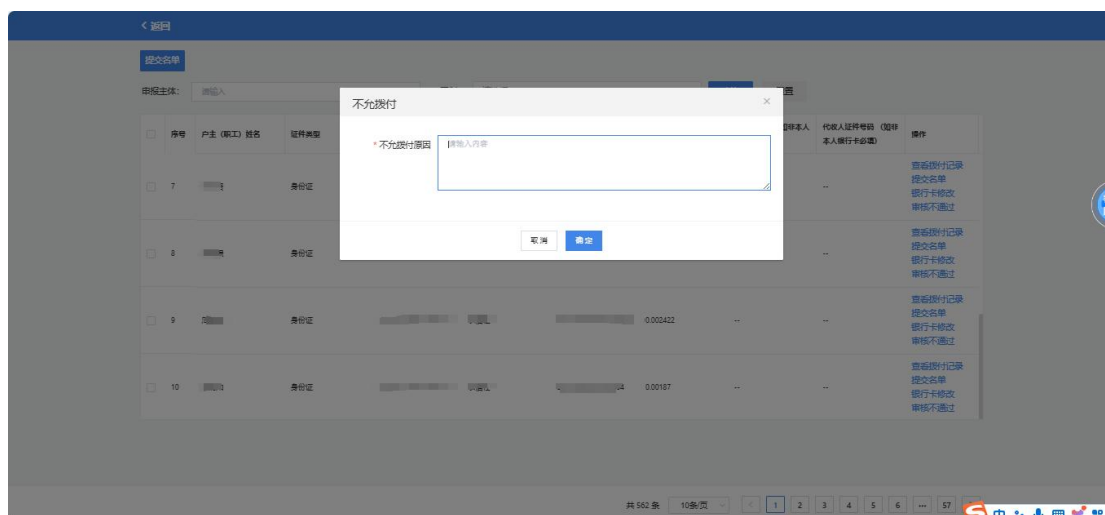 返回
提交名单
申报主体： 请输入
置
不允拨付
×
* 不允拨付原因 请输入内容
取消 确定
序号 户主（职工）姓名 证件类型 如非本人 代收人证件号码（如非本人银行卡必填） 操作
7 身份证 -- 查看拨付记录
提交名单
银行卡修改
审核不通过
8 身份证 -- 查看拨付记录
提交名单
银行卡修改
审核不通过
9 身份证 0.002422 -- -- 查看拨付记录
提交名单
银行卡修改
审核不通过
10 身份证 0.00187 -- -- 查看拨付记录
提交名单
银行卡修改
审核不通过
共 562 条 10条/页 1 2 3 4 5 6 ••• 57
中